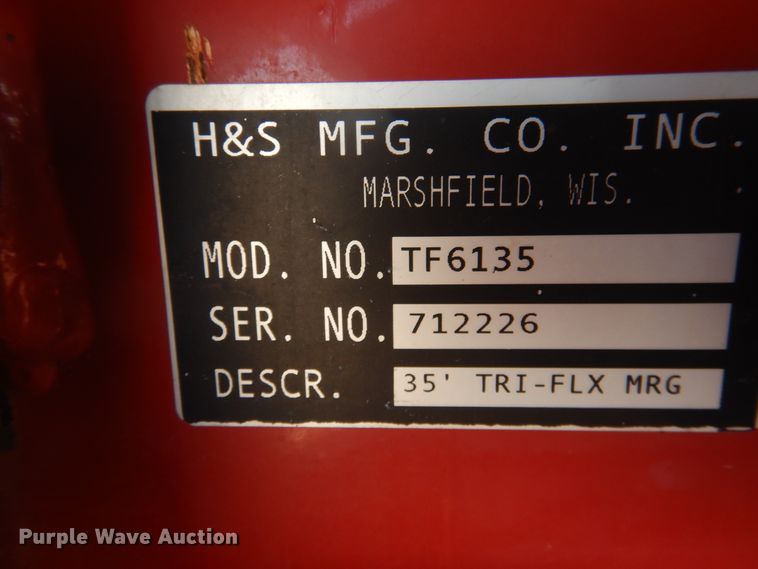 H&S MFG. CO. INC.
MARSHFIELD, WIS.
MOD. NO. TF6135
SER. NO. 712226
DESCR. 35' TRI-FLX MRG
Purple Wave Auction